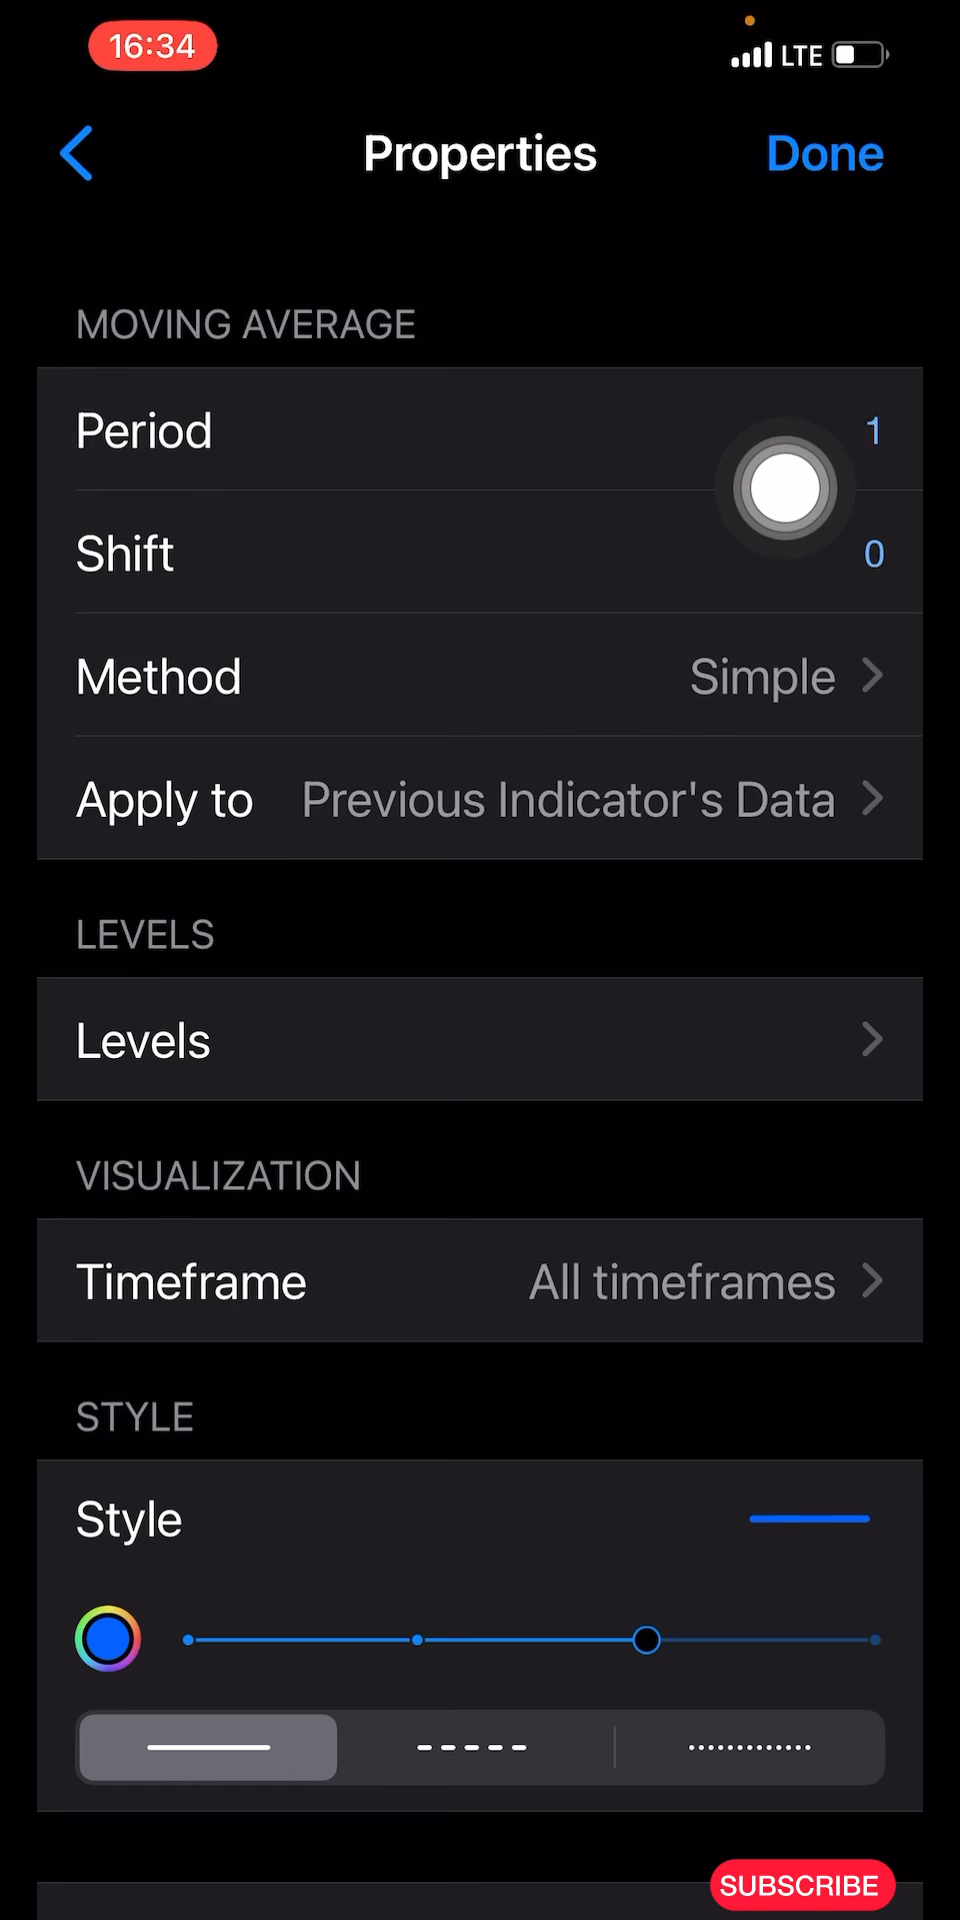 16:34
LTE
Properties
Done
MOVING AVERAGE
Period 1
Shift 0
Method Simple
Apply to Previous Indicator's Data
LEVELS
Levels
VISUALIZATION
Timeframe All timeframes
STYLE
Style
SUBSCRIBE